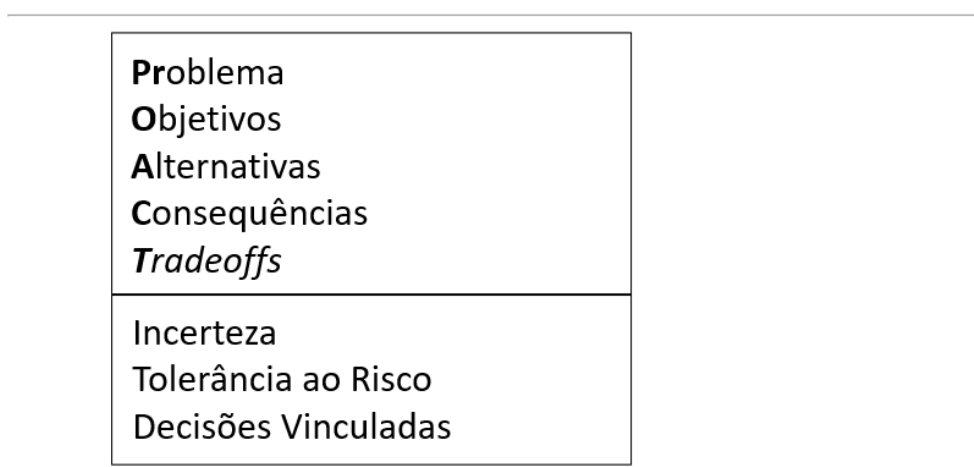 Problema
Objetivos
Alternativas
Consequências
Tradeoffs
Incerteza
Tolerância ao Risco
Decisões Vinculadas